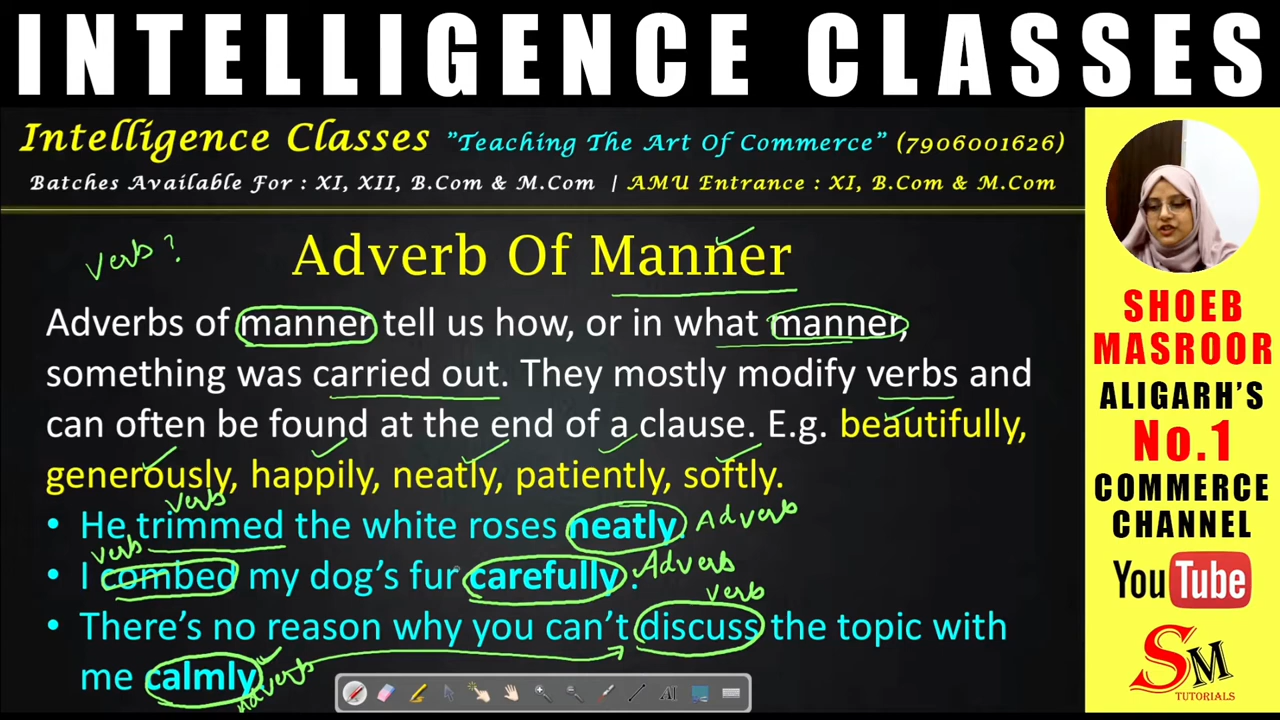 INTELLIGENCE CLASSES
Intelligence Classes "Teaching The Art Of Commerce" (7906001626)
Batches Available For : XI, XII, B.Com & M.Com | AMU Entrance : XI, B.Com & M.Com
verb ?
Adverb Of Manner
Adverbs of manner tell us how, or in what manner,
something was carried out. They mostly modify verbs and
can often be found at the end of a clause. E.g. beautifully,
generously, happily, neatly, patiently, softly.
verb
• He trimmed the white roses neatly. Adverb
verb
• I combed my dog's fur carefully . Adverb
verb
• There's no reason why you can't discuss the topic with
me calmly
Adverb
SHOEB
MASROOR
ALIGARH'S
No.1
COMMERCE
CHANNEL
YouTube
SM
TUTORIALS